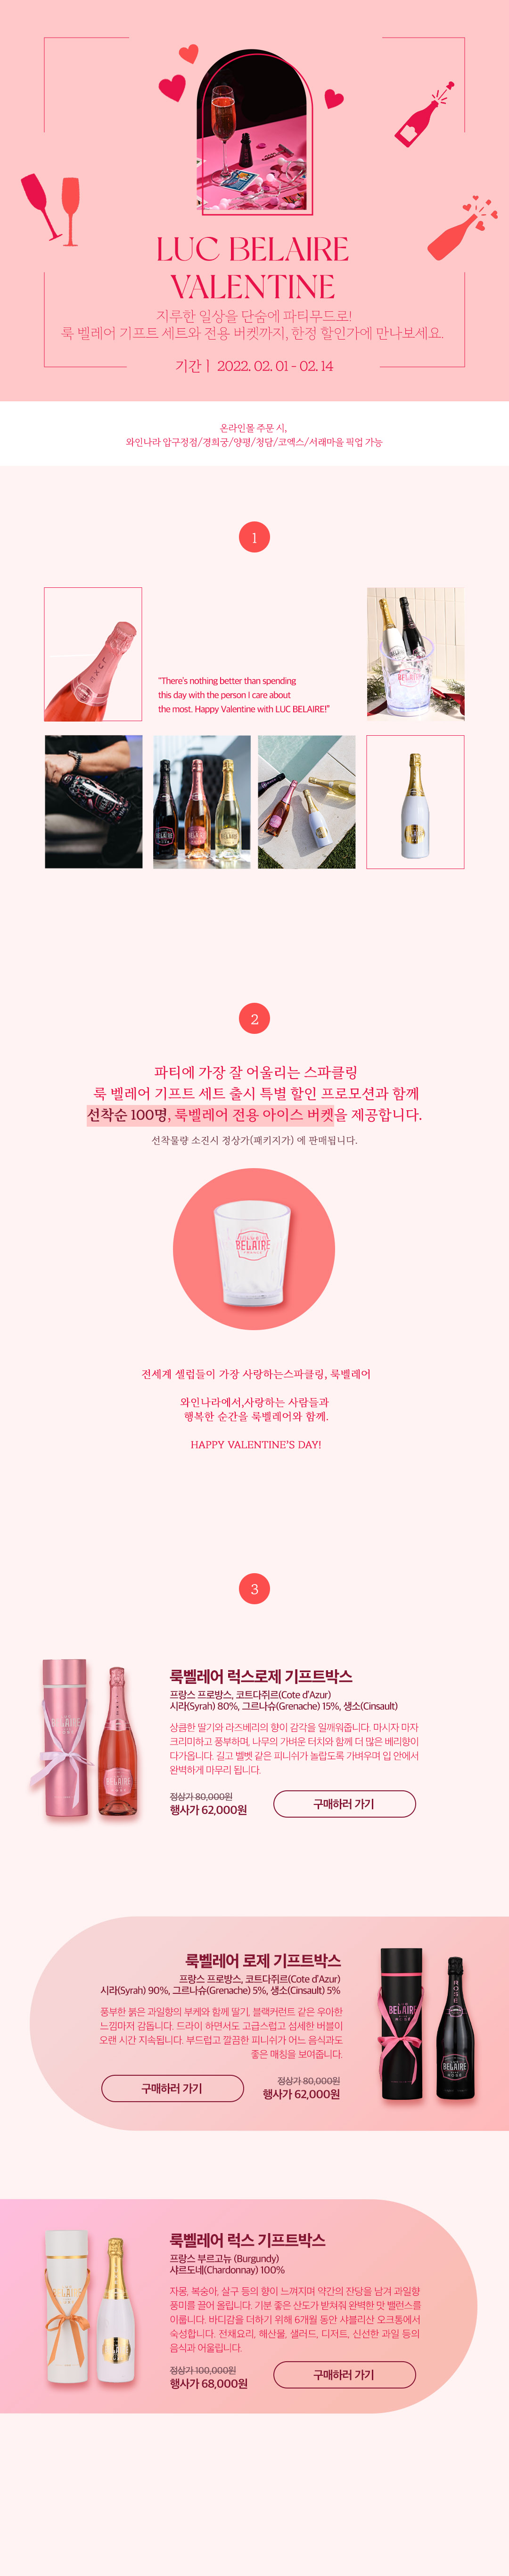 LUC BELAIRE
VALENTINE
지루한 일상을 단숨에 파티무드로!
룩 벨레어 기프트 세트와 전용 버켓까지, 한정 할인가에 만나보세요.
기간ㅣ 2022. 02. 01 - 02. 14
온라인몰 주문 시,
와인나라 압구정점/경희궁/양평/청담/코엑스/서래마을 픽업 가능
1
"There's nothing better than spending
this day with the person I care about
the most. Happy Valentine with LUC BELAIRE!"
2
파티에 가장 잘 어울리는 스파클링
룩 벨레어 기프트 세트 출시 특별 할인 프로모션과 함께
선착순 100명, 룩벨레어 전용 아이스 버켓을 제공합니다.
선착물량 소진시 정상가(패키지가) 에 판매됩니다.
BELAIRE
전세계 셀럽들이 가장 사랑하는스파클링, 룩벨레어
와인나라에서,사랑하는 사람들과
행복한 순간을 룩벨레어와 함께.
HAPPY VALENTINE'S DAY!
3
룩벨레어 럭스로제 기프트박스
프랑스 프로방스, 코트다쥐르(Cote d'Azur)
시라(Syrah) 80%, 그르나슈(Grenache) 15%, 생소(Cinsault)
상큼한 딸기와 라즈베리의 향이 감각을 일깨워줍니다. 마시자 마자
크리미하고 풍부하며, 나무의 가벼운 터치와 함께 더 많은 베리향이
다가옵니다. 길고 벨벳 같은 피니쉬가 놀랍도록 가벼우며 입 안에서
완벽하게 마무리 됩니다.
정상가 80,000원
행사가 62,000원
구매하러 가기
룩벨레어 로제 기프트박스
프랑스 프로방스, 코트다쥐르(Cote d'Azur)
시라(Syrah) 90%, 그르나슈(Grenache) 5%, 생소(Cinsault) 5%
풍부한 붉은 과일향의 부케와 함께 딸기, 블랙커런트 같은 우아한
느낌마저 감돕니다. 드라이 하면서도 고급스럽고 섬세한 버블이
오랜 시간 지속됩니다. 부드럽고 깔끔한 피니쉬가 어느 음식과도
좋은 매칭을 보여줍니다.
정상가 80,000원
행사가 62,000원
구매하러 가기
룩벨레어 럭스 기프트박스
프랑스 부르고뉴 (Burgundy)
샤르도네(Chardonnay) 100%
자몽, 복숭아, 살구 등의 향이 느껴지며 약간의 잔당을 남겨 과일향
풍미를 끌어 올립니다. 기분 좋은 산도가 받쳐줘 완벽한 맛 밸런스를
이룹니다. 바디감을 더하기 위해 6개월 동안 샤블리산 오크통에서
숙성합니다. 전채요리, 해산물, 샐러드, 디저트, 신선한 과일 등의
음식과 어울립니다.
정상가 100,000원
행사가 68,000원
구매하러 가기